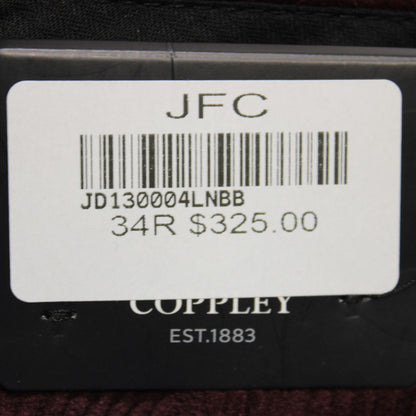 JFC
JD130004LNBB
34R $325.00
COPPLEY
EST.1883